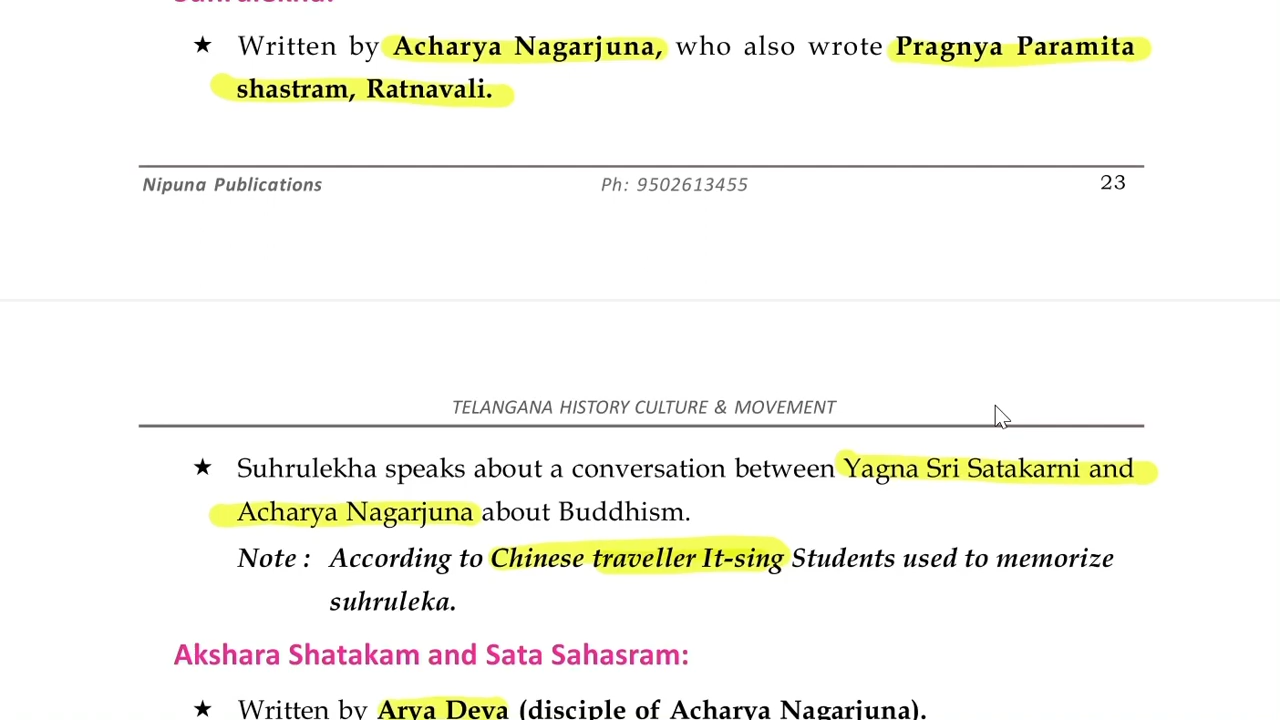 Suhrulekha:
★ Written by Acharya Nagarjuna, who also wrote Pragnya Paramita
shastram, Ratnavali.
Nipuna Publications Ph: 9502613455 23
TELANGANA HISTORY CULTURE & MOVEMENT
★ Suhrulekha speaks about a conversation between Yagna Sri Satakarni and
Acharya Nagarjuna about Buddhism.
Note : According to Chinese traveller It-sing Students used to memorize
suhruleka.
Akshara Shatakam and Sata Sahasram:
★ Written by Arya Deva (disciple of Acharya Nagarjuna).